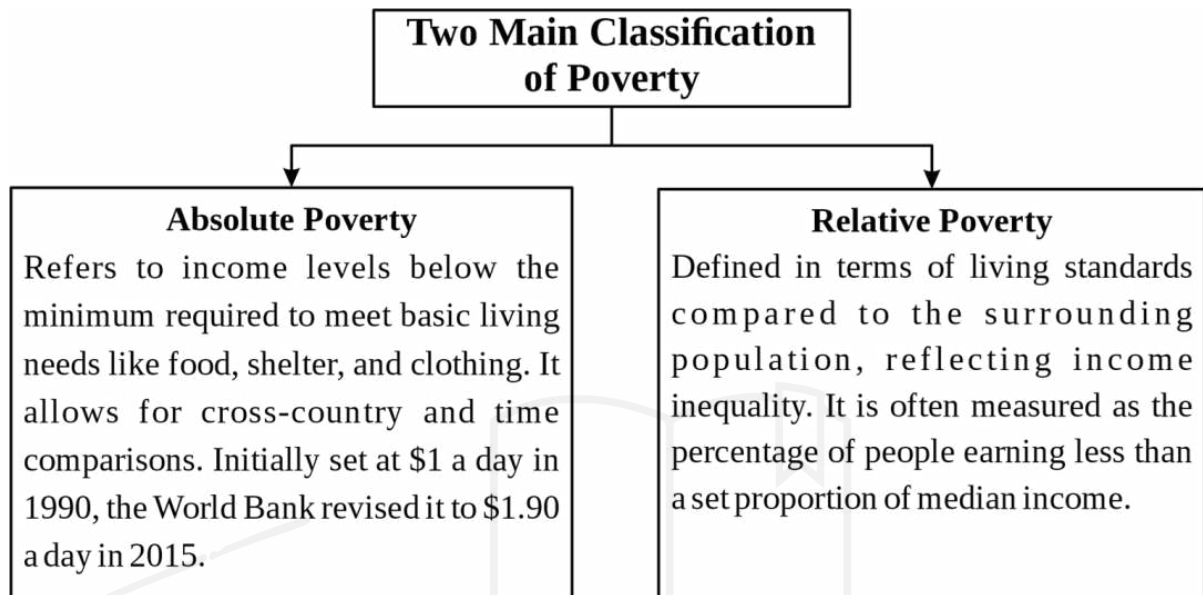 Two Main Classification
of Poverty
Absolute Poverty
Refers to income levels below the
minimum required to meet basic living
needs like food, shelter, and clothing. It
allows for cross-country and time
comparisons. Initially set at $1 a day in
1990, the World Bank revised it to $1.90
a day in 2015.
Relative Poverty
Defined in terms of living standards
compared to the surrounding
population, reflecting income
inequality. It is often measured as the
percentage of people earning less than
a set proportion of median income.